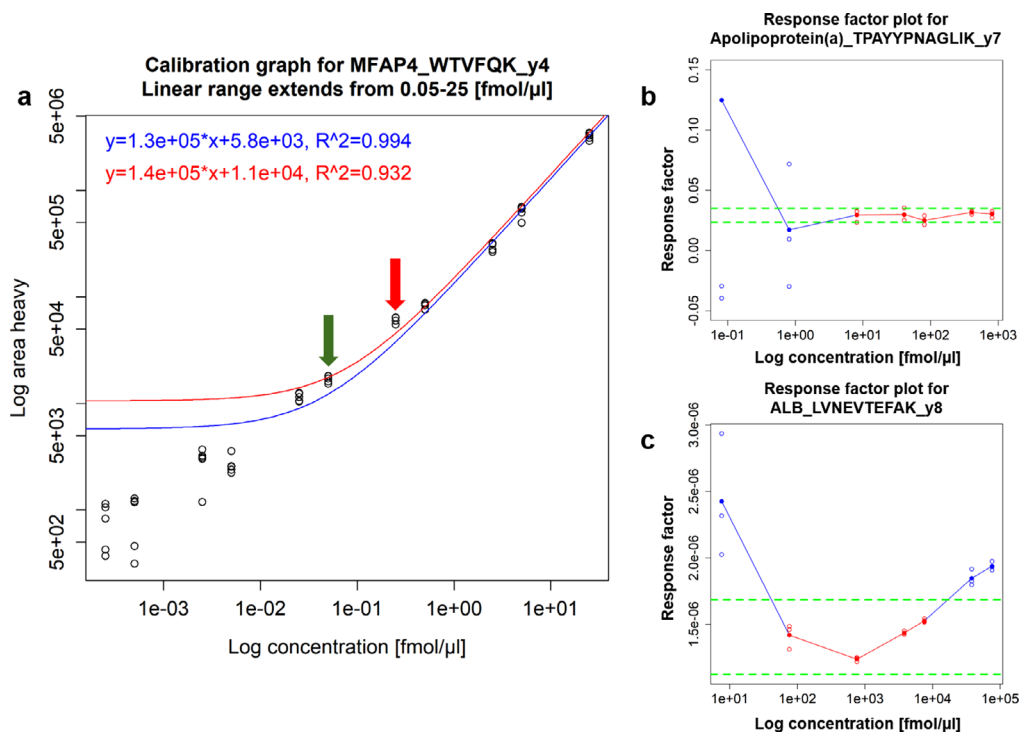 a
Calibration graph for MFAP4_WTVFQK_y4
Linear range extends from 0.05-25 [fmol/µl]
y=1.3e+05*x+5.8e+03, R^2=0.994
y=1.4e+05*x+1.1e+04, R^2=0.932
Log area heavy
5e+06
5e+05
5e+04
5e+03
5e+02
1e-03
1e-02
1e-01
1e+00
1e+01
Log concentration [fmol/µl]
b
Response factor plot for
Apolipoprotein(a)_TPAYYPNAGLIK_y7
Response factor
0.15
0.10
0.05
0.00
-0.05
1e-01
1e+00
1e+01
1e+02
1e+03
Log concentration [fmol/µl]
c
Response factor plot for
ALB_LVNEVTEFAK_y8
Response factor
3.0e-06
2.5e-06
2.0e-06
1.5e-06
1e+01
1e+02
1e+03
1e+04
1e+05
Log concentration [fmol/µl]